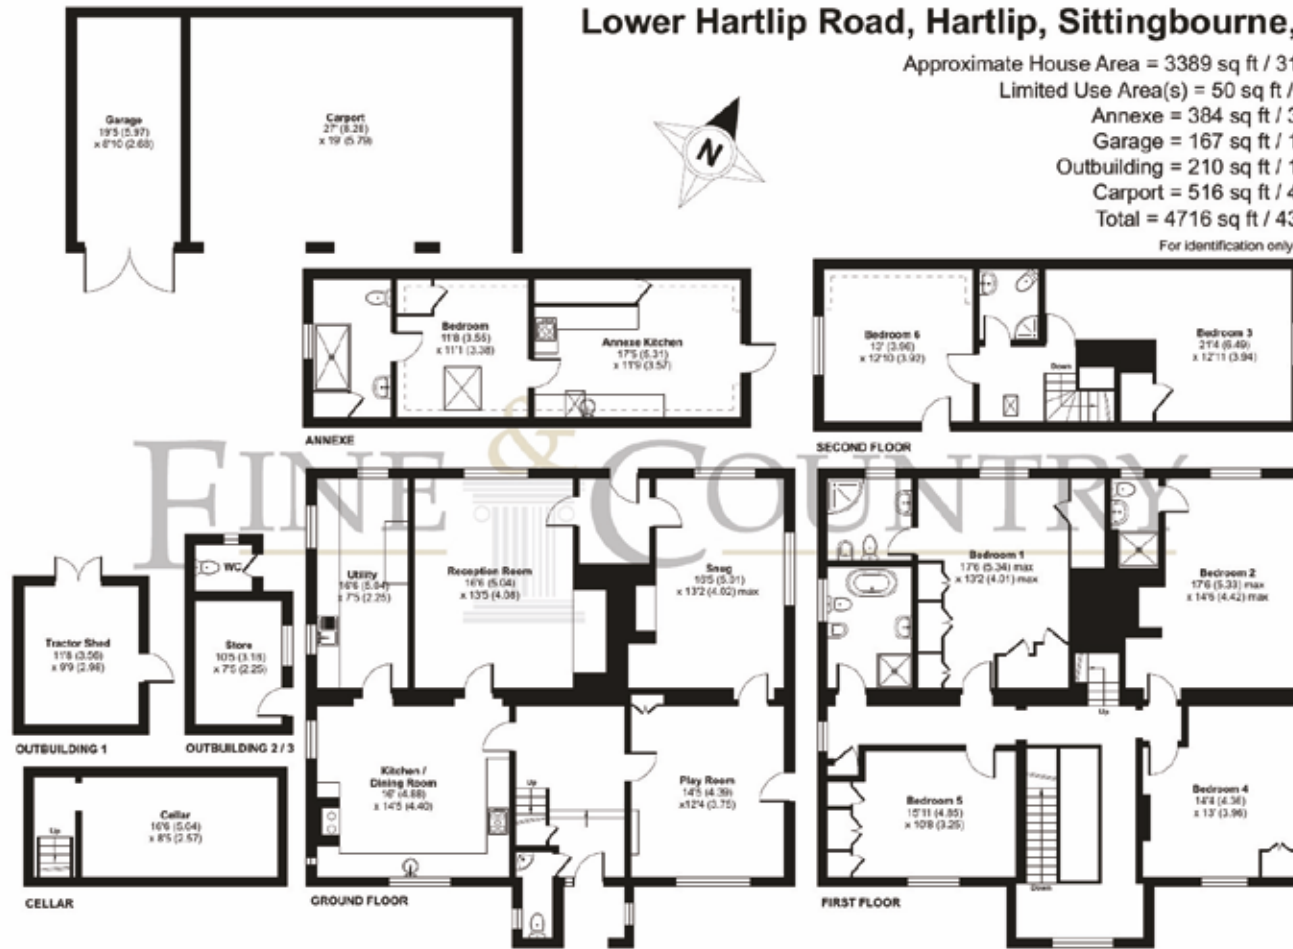 Lower Hartlip Road, Hartlip, Sittingbourne,
Approximate House Area = 3389 sq ft / 31
Limited Use Area(s) = 50 sq ft /
Annexe = 384 sq ft / 3
Garage = 167 sq ft / 1
Outbuilding = 210 sq ft / 1
Carport = 516 sq ft / 4
Total = 4716 sq ft / 43
For identification only
N
Garage
19'5 (5.97)
x 8'10 (2.68)
Carport
27' (8.26)
x 19' (5.79)
Bedroom
11'8 (3.55)
x 11'1 (3.38)
Annexe Kitchen
17'5 (5.31)
x 11'9 (3.57)
ANNEXE
Bedroom 6
13' (3.96)
x 12'10 (3.92)
Bedroom 3
21'4 (6.49)
x 12'11 (3.94)
Down
SECOND FLOOR
FINE & COUNTRY
Utility
16'6 (5.04)
x 7'5 (2.25)
Reception Room
16'6 (5.04)
x 13'5 (4.08)
Snug
16'5 (5.01)
x 13'2 (4.02) max
Bedroom 1
17'6 (5.34) max
x 13'2 (4.01) max
Bedroom 2
17'6 (5.33) max
x 14'6 (4.42) max
Up
WC
Tractor Shed
11'8 (3.56)
x 9'9 (2.98)
OUTBUILDING 1
Store
10'5 (3.18)
x 7'5 (2.25)
OUTBUILDING 2 / 3
Kitchen /
Dining Room
16' (4.88)
x 14'5 (4.40)
Up
Play Room
14'5 (4.39)
x12'4 (3.75)
GROUND FLOOR
Bedroom 5
15'11 (4.85)
x 10'8 (3.25)
Bedroom 4
14'4 (4.36)
x 13' (3.96)
Down
FIRST FLOOR
Cellar
16'6 (5.04)
x 8'5 (2.57)
Up
CELLAR